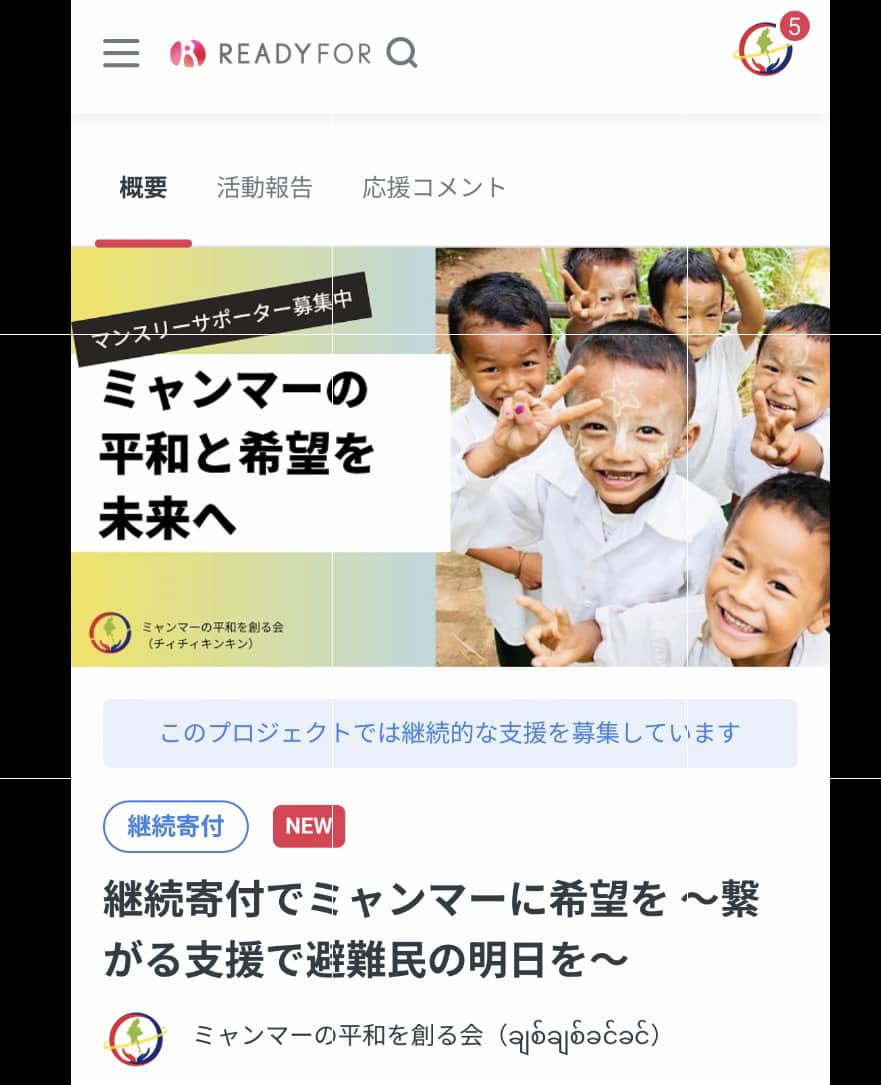 READYFOR
5
概要 活動報告 応援コメント
マンスリーサポーター募集中
ミャンマーの
平和と希望を
未来へ
ミャンマーの平和を創る会
（チィチィキンキン）
このプロジェクトでは継続的な支援を募集しています
継続寄付 NEW
継続寄付でミャンマーに希望を 〜繋
がる支援で避難民の明日を〜
ミャンマーの平和を創る会（ချစ်ချစ်ခင်ခင်）